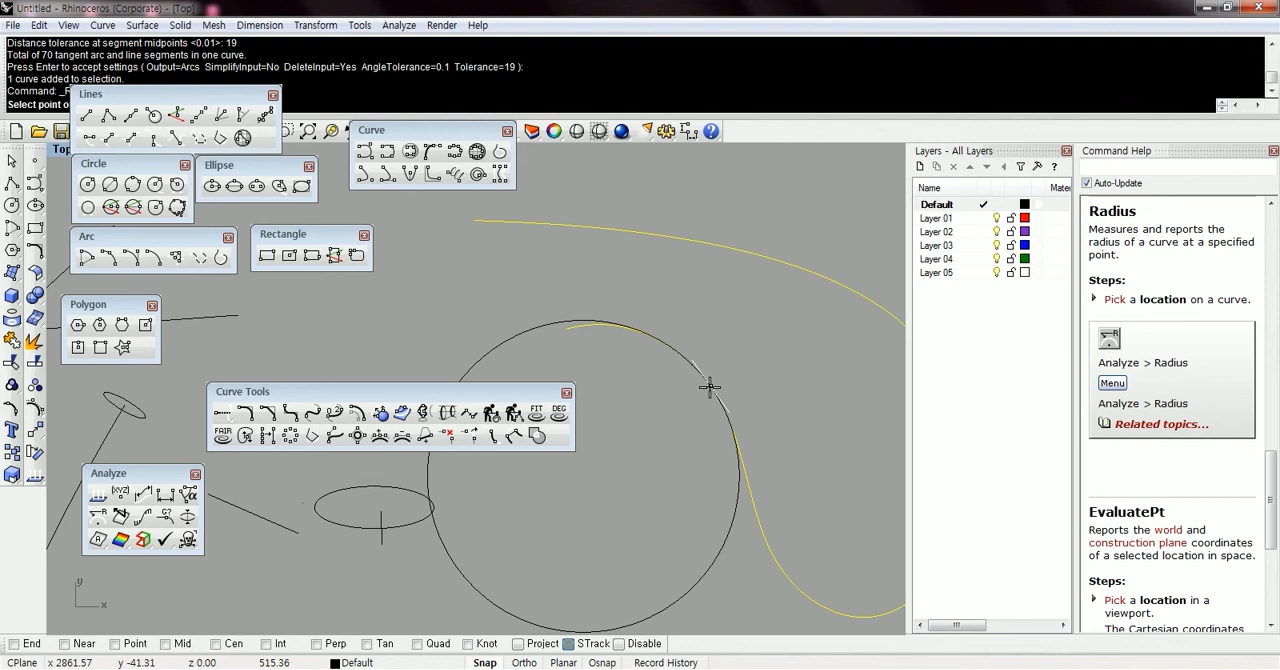 Untitled - Rhinoceros (Corporate) - [Top]
File Edit View Curve Surface Solid Mesh Dimension Transform Tools Analyze Render Help
Distance tolerance at segment midpoints <0.01>: 19
Total of 70 tangent arc and line segments in one curve.
Press Enter to accept settings ( Output=Arcs SimplifyInput=No DeleteInput=Yes AngleTolerance=0.1 Tolerance=19 ):
1 curve added to selection.
Command: _R
Select point o
Lines
Curve
Top
Circle
Ellipse
Arc
Rectangle
Polygon
Curve Tools
FIT DEG
FAIR
Analyze
XYZ
y
x
Layers - All Layers
Name Mate
Default
Layer 01
Layer 02
Layer 03
Layer 04
Layer 05
Command Help
Auto-Update
Radius
Measures and reports the
radius of a curve at a specified
point.
Steps:
Pick a location on a curve.
Analyze > Radius
Menu
Analyze > Radius
Related topics...
EvaluatePt
Reports the world and
construction plane coordinates
of a selected location in space.
Steps:
Pick a location in a
viewport.
The Cartesian coordinates
End Near Point Mid Cen Int Perp Tan Quad Knot Project STrack Disable
CPlane x 2861.57 y -41.31 z 0.00 515.36 Default Snap Ortho Planar Osnap Record History